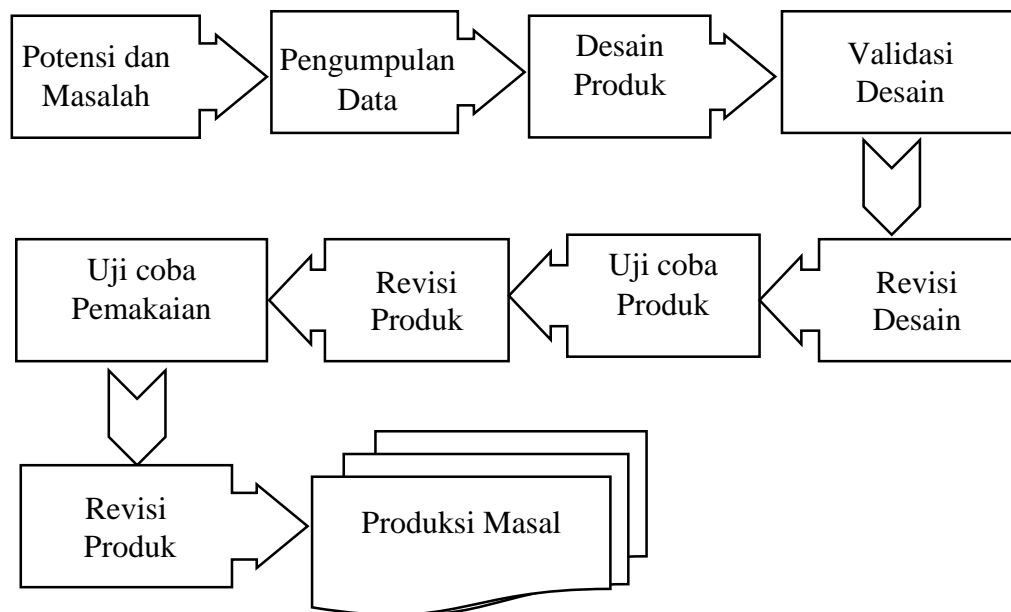 Potensi dan
Masalah
Pengumpulan
Data
Desain
Produk
Validasi
Desain
Revisi
Desain
Uji coba
Produk
Revisi
Produk
Uji coba
Pemakaian
Revisi
Produk
Produksi Masal